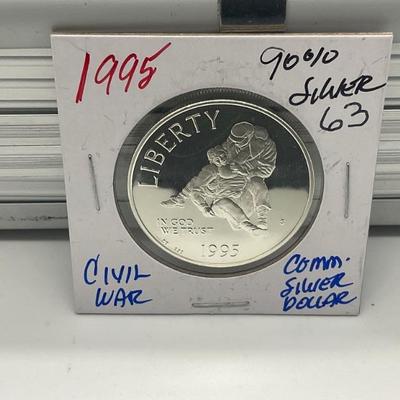 1995
90%
SILVER
63
LIBERTY
IN GOD
WE TRUST
S
1995
CIVIL
WAR
COMM.
SILVER
DOLLAR